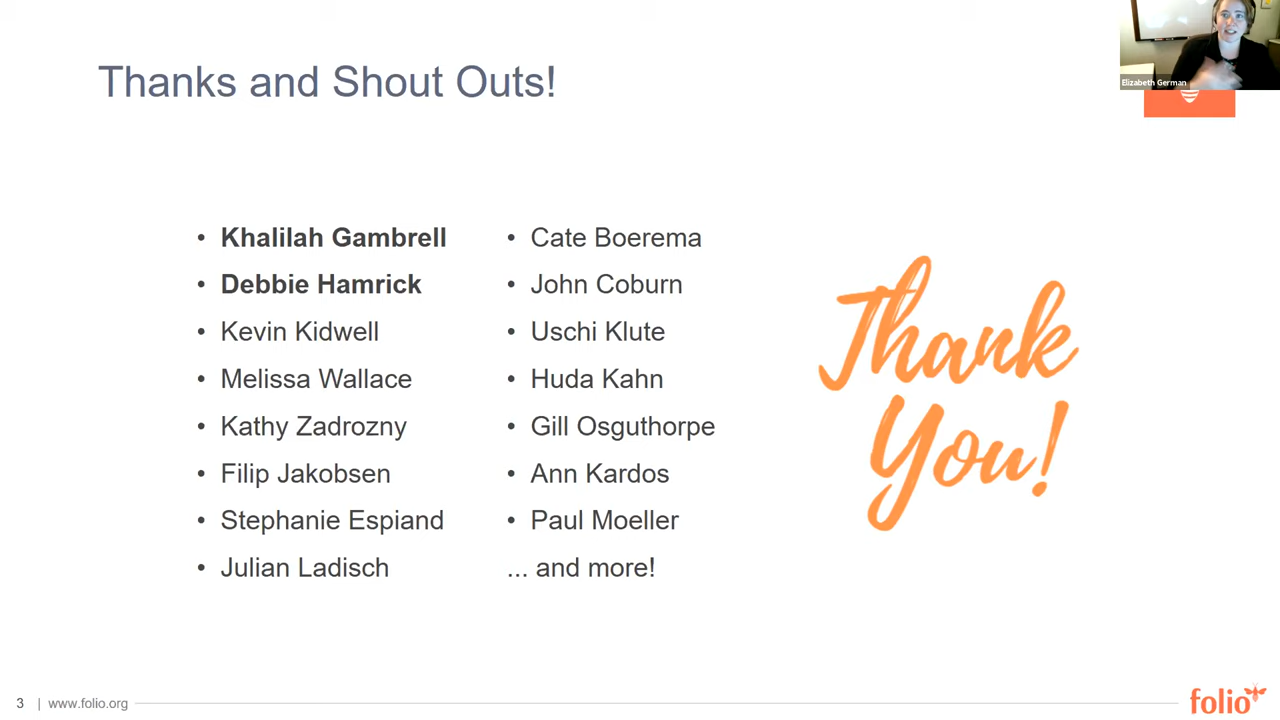 Thanks and Shout Outs!
Elizabeth German
• Khalilah Gambrell
• Debbie Hamrick
• Kevin Kidwell
• Melissa Wallace
• Kathy Zadrozny
• Filip Jakobsen
• Stephanie Espiand
• Julian Ladisch
• Cate Boerema
• John Coburn
• Uschi Klute
• Huda Kahn
• Gill Osguthorpe
• Ann Kardos
• Paul Moeller
... and more!
Thank
You!
3 | www.folio.org
folio